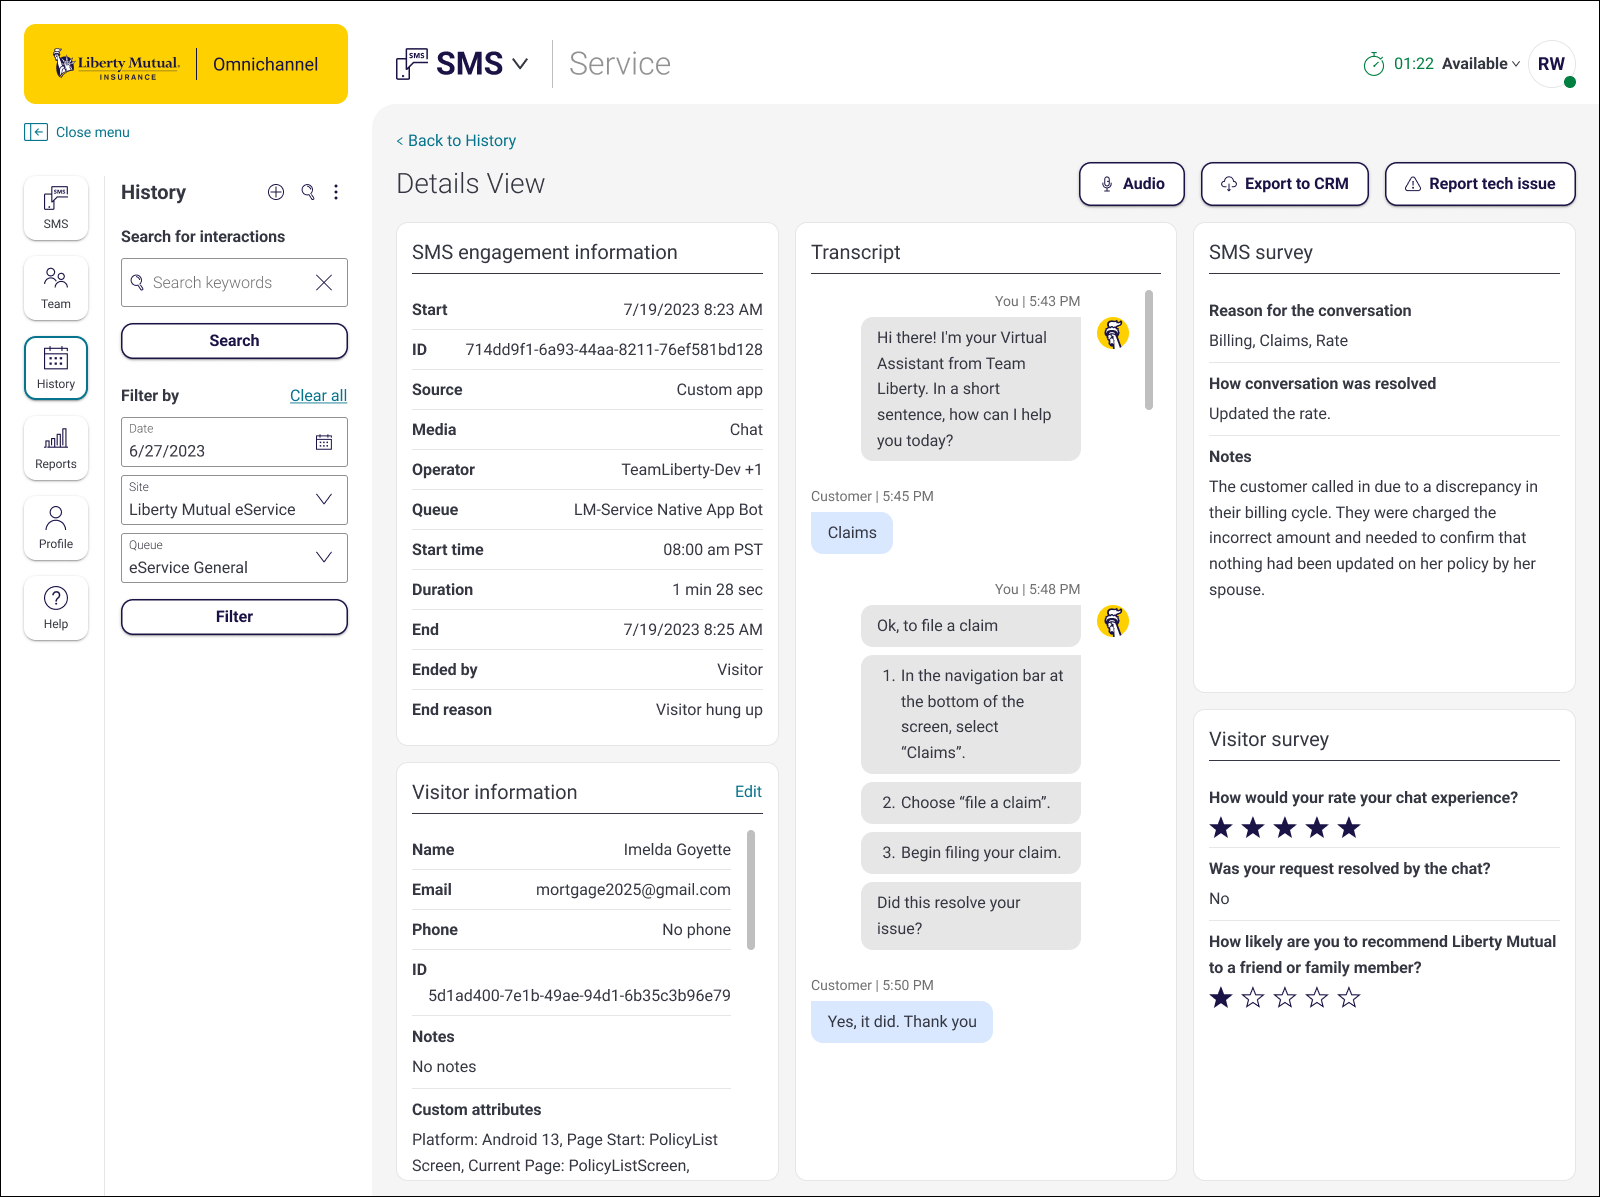 Liberty Mutual
INSURANCE
Omnichannel
SMS
SMS
Service
01:22
Available
RW
Close menu
SMS
SMS
Team
History
Reports
Profile
Help
History
Search for interactions
Search keywords
Search
Filter by
Clear all
Date
6/27/2023
Site
Liberty Mutual eService
Queue
eService General
Filter
< Back to History
Details View
Audio
Export to CRM
Report tech issue
SMS engagement information
Start 7/19/2023 8:23 AM
ID 714dd9f1-6a93-44aa-8211-76ef581bd128
Source Custom app
Media Chat
Operator TeamLiberty-Dev +1
Queue LM-Service Native App Bot
Start time 08:00 am PST
Duration 1 min 28 sec
End 7/19/2023 8:25 AM
Ended by Visitor
End reason Visitor hung up
Visitor information
Edit
Name Imelda Goyette
Email mortgage2025@gmail.com
Phone No phone
ID
5d1ad400-7e1b-49ae-94d1-6b35c3b96e79
Notes
No notes
Custom attributes
Platform: Android 13, Page Start: PolicyList
Screen, Current Page: PolicyListScreen,
Transcript
You | 5:43 PM
Hi there! I'm your Virtual
Assistant from Team
Liberty. In a short
sentence, how can I help
you today?
Customer | 5:45 PM
Claims
You | 5:48 PM
Ok, to file a claim
1. In the navigation bar at
the bottom of the
screen, select
“Claims”.
2. Choose “file a claim”.
3. Begin filing your claim.
Did this resolve your
issue?
Customer | 5:50 PM
Yes, it did. Thank you
SMS survey
Reason for the conversation
Billing, Claims, Rate
How conversation was resolved
Updated the rate.
Notes
The customer called in due to a discrepancy in
their billing cycle. They were charged the
incorrect amount and needed to confirm that
nothing had been updated on her policy by her
spouse.
Visitor survey
How would your rate your chat experience?
Was your request resolved by the chat?
No
How likely are you to recommend Liberty Mutual
to a friend or family member?